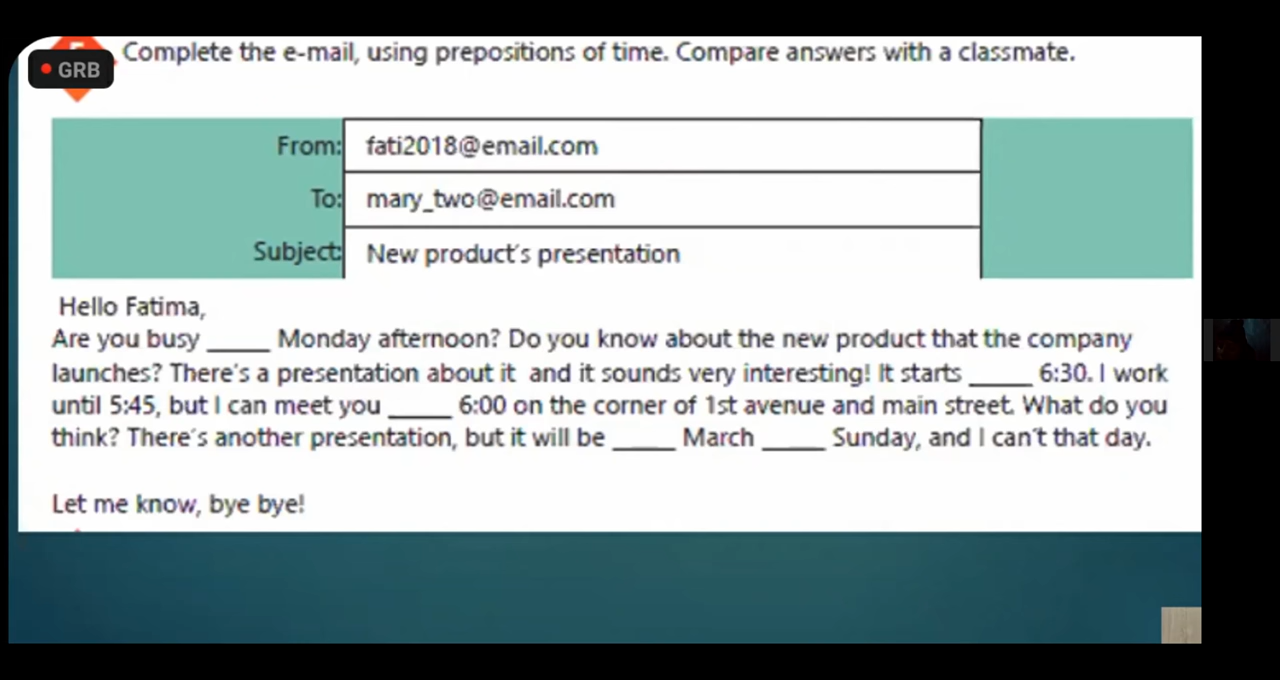 GRB
Complete the e-mail, using prepositions of time. Compare answers with a classmate.
From: fati2018@email.com
To: mary_two@email.com
Subject: New product's presentation
Hello Fatima,
Are you busy _____ Monday afternoon? Do you know about the new product that the company
launches? There's a presentation about it and it sounds very interesting! It starts _____ 6:30. I work
until 5:45, but I can meet you _____ 6:00 on the corner of 1st avenue and main street. What do you
think? There's another presentation, but it will be _____ March _____ Sunday, and I can't that day.
Let me know, bye bye!